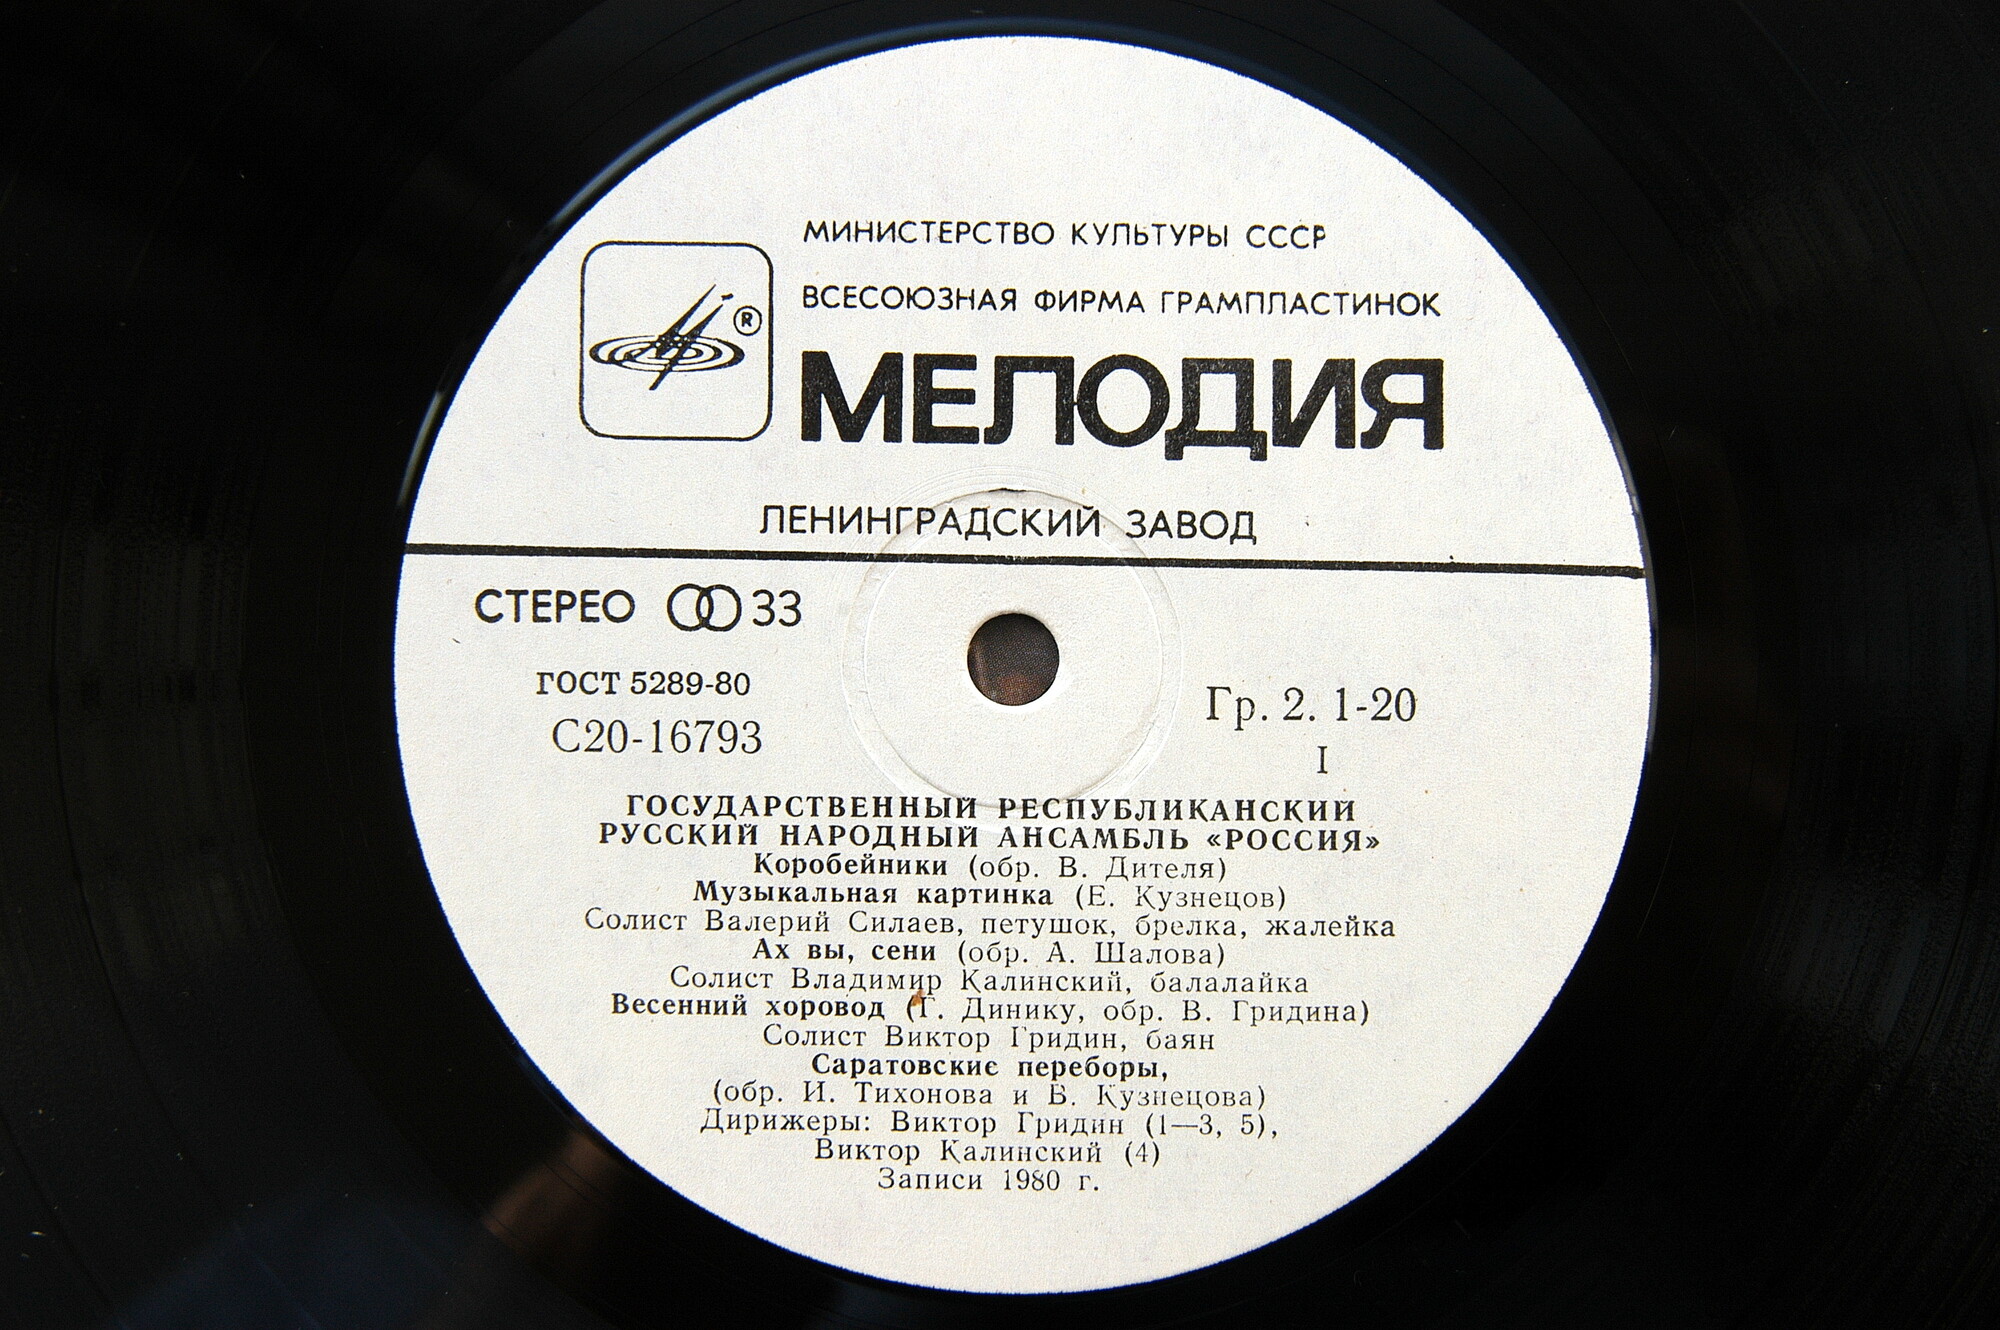 МИНИСТЕРСТВО КУЛЬТУРЫ СССР
ВСЕСОЮЗНАЯ ФИРМА ГРАМПЛАСТИНОК
®
МЕЛОДИЯ
ЛЕНИНГРАДСКИЙ ЗАВОД
СТЕРЕО 33
ГОСТ 5289-80
С20-16793
Гр. 2. 1-20
I
ГОСУДАРСТВЕННЫЙ РЕСПУБЛИКАНСКИЙ
РУССКИЙ НАРОДНЫЙ АНСАМБЛЬ «РОССИЯ»
Коробейники (обр. В. Дителя)
Музыкальная картинка (Е. Кузнецов)
Солист Валерий Силаев, петушок, брелка, жалейка
Ах вы, сени (обр. А. Шалова)
Солист Владимир Калинский, балалайка
Весенний хоровод (Г. Динику, обр. В. Гридина)
Солист Виктор Гридин, баян
Саратовские переборы,
(обр. И. Тихонова и В. Кузнецова)
Дирижеры: Виктор Гридин (1—3, 5),
Виктор Калинский (4)
Записи 1980 г.